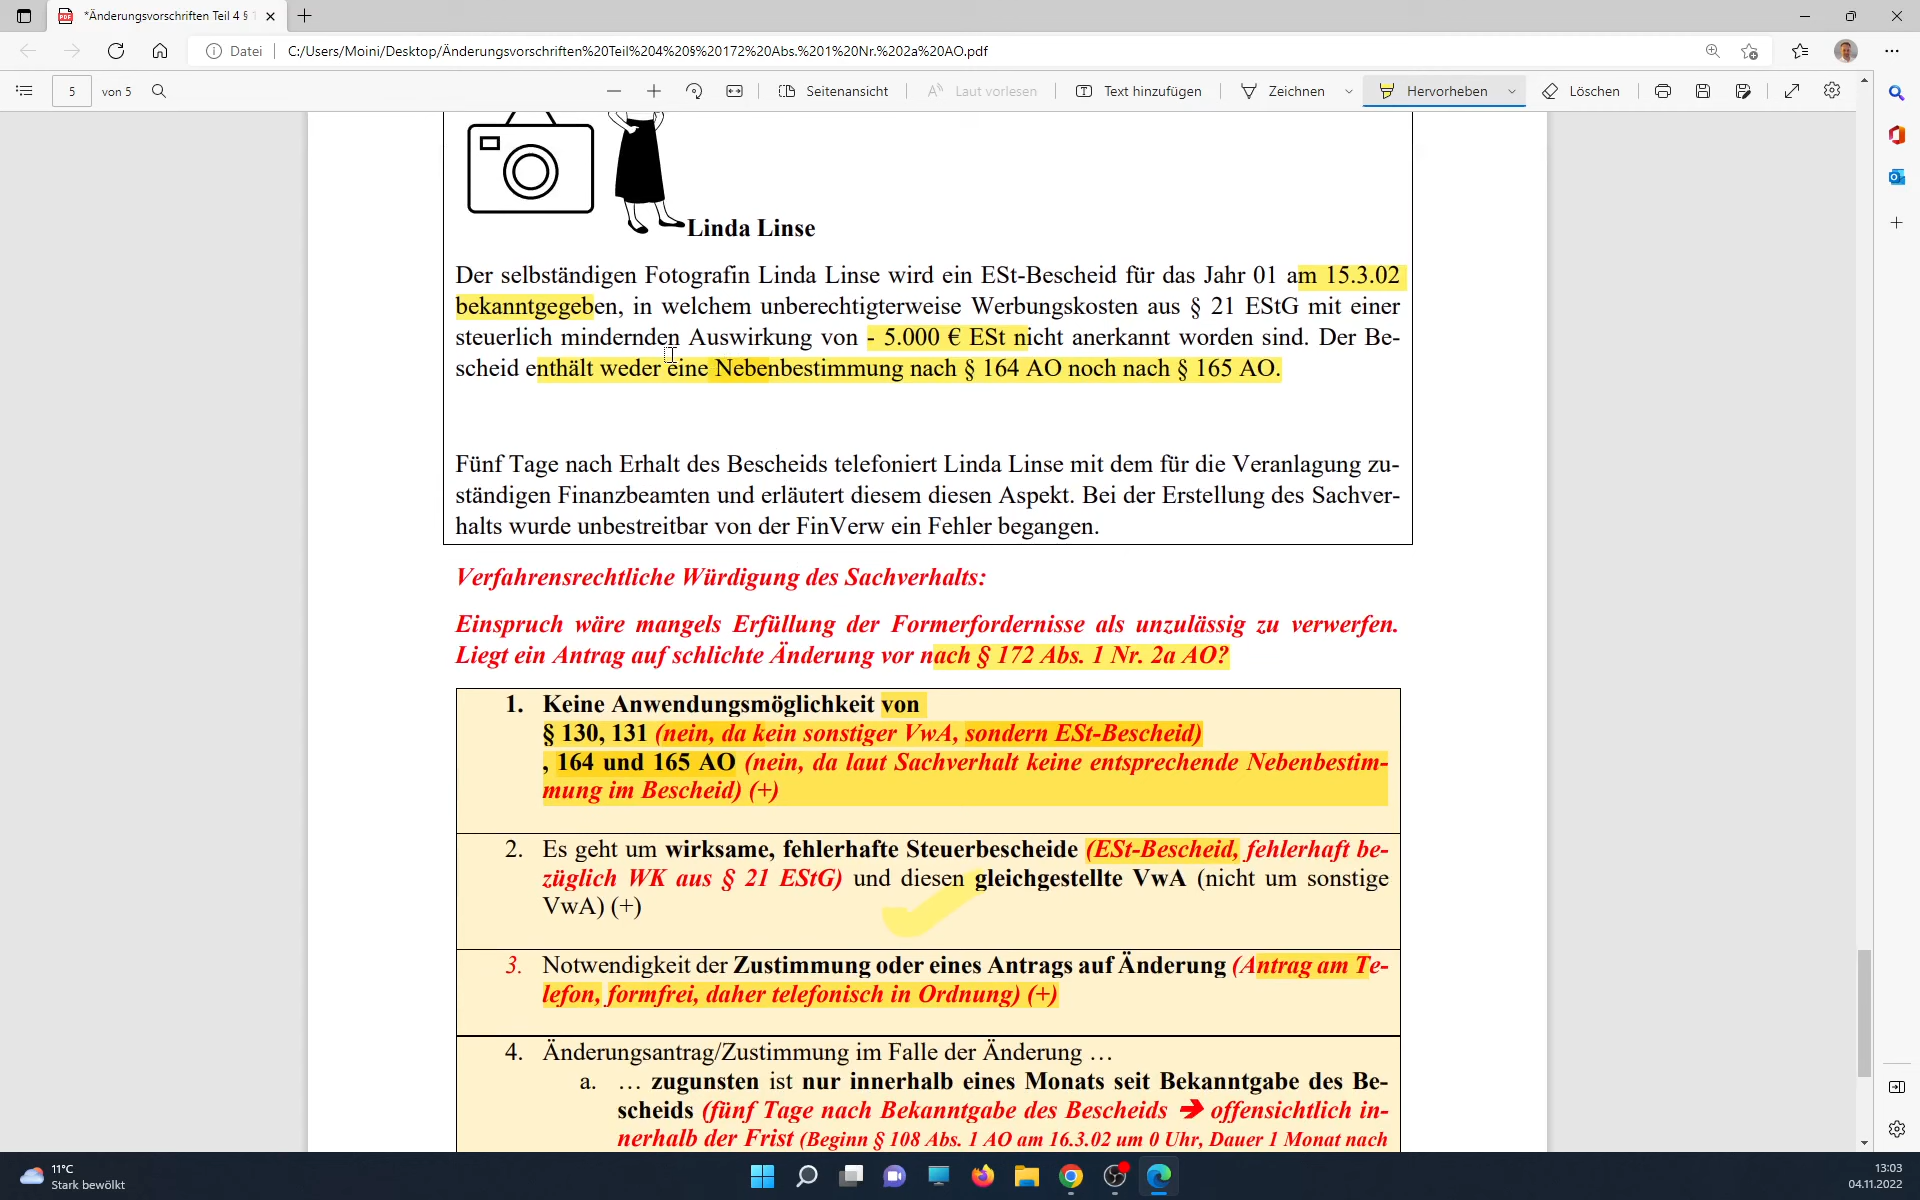 *Änderungsvorschriften Teil 4 §
Datei
C:/Users/Moini/Desktop/Änderungsvorschriften%20Teil%204%20§%20172%20Abs.%201%20Nr.%202a%20AO.pdf
5 von 5
Seitenansicht
Laut vorlesen
Text hinzufügen
Zeichnen
Hervorheben
Löschen
Linda Linse
Der selbständigen Fotografin Linda Linse wird ein ESt-Bescheid für das Jahr 01 am 15.3.02
bekanntgegeben, in welchem unberechtigterweise Werbungskosten aus § 21 EStG mit einer
steuerlich mindernden Auswirkung von - 5.000 € ESt nicht anerkannt worden sind. Der Be-
scheid enthält weder eine Nebenbestimmung nach § 164 AO noch nach § 165 AO.
Fünf Tage nach Erhalt des Bescheids telefoniert Linda Linse mit dem für die Veranlagung zu-
ständigen Finanzbeamten und erläutert diesem diesen Aspekt. Bei der Erstellung des Sachver-
halts wurde unbestreitbar von der FinVerw ein Fehler begangen.
Verfahrensrechtliche Würdigung des Sachverhalts:
Einspruch wäre mangels Erfüllung der Formerfordernisse als unzulässig zu verwerfen.
Liegt ein Antrag auf schlichte Änderung vor nach § 172 Abs. 1 Nr. 2a AO?
1. Keine Anwendungsmöglichkeit von
§ 130, 131 (nein, da kein sonstiger VwA, sondern ESt-Bescheid)
, 164 und 165 AO (nein, da laut Sachverhalt keine entsprechende Nebenbestim-
mung im Bescheid) (+)
2. Es geht um wirksame, fehlerhafte Steuerbescheide (ESt-Bescheid, fehlerhaft be-
züglich WK aus § 21 EStG) und diesen gleichgestellte VwA (nicht um sonstige
VwA) (+)
3. Notwendigkeit der Zustimmung oder eines Antrags auf Änderung (Antrag am Te-
lefon, formfrei, daher telefonisch in Ordnung) (+)
4. Änderungsantrag/Zustimmung im Falle der Änderung …
a. … zugunsten ist nur innerhalb eines Monats seit Bekanntgabe des Be-
scheids (fünf Tage nach Bekanntgabe des Bescheids ➔ offensichtlich in-
nerhalb der Frist (Beginn § 108 Abs. 1 AO am 16.3.02 um 0 Uhr, Dauer 1 Monat nach
11°C
Stark bewölkt
13:03
04.11.2022